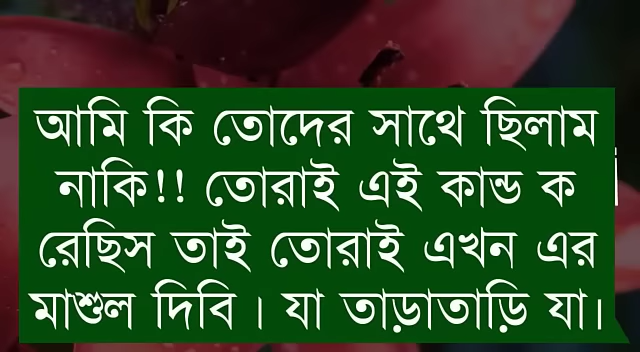 আমি কি তোদের সাথে ছিলাম
নাকি!! তোরাই এই কান্ড ক
রেছিস তাই তোরাই এখন এর
মাশুল দিবি। যা তাড়াতাড়ি যা।